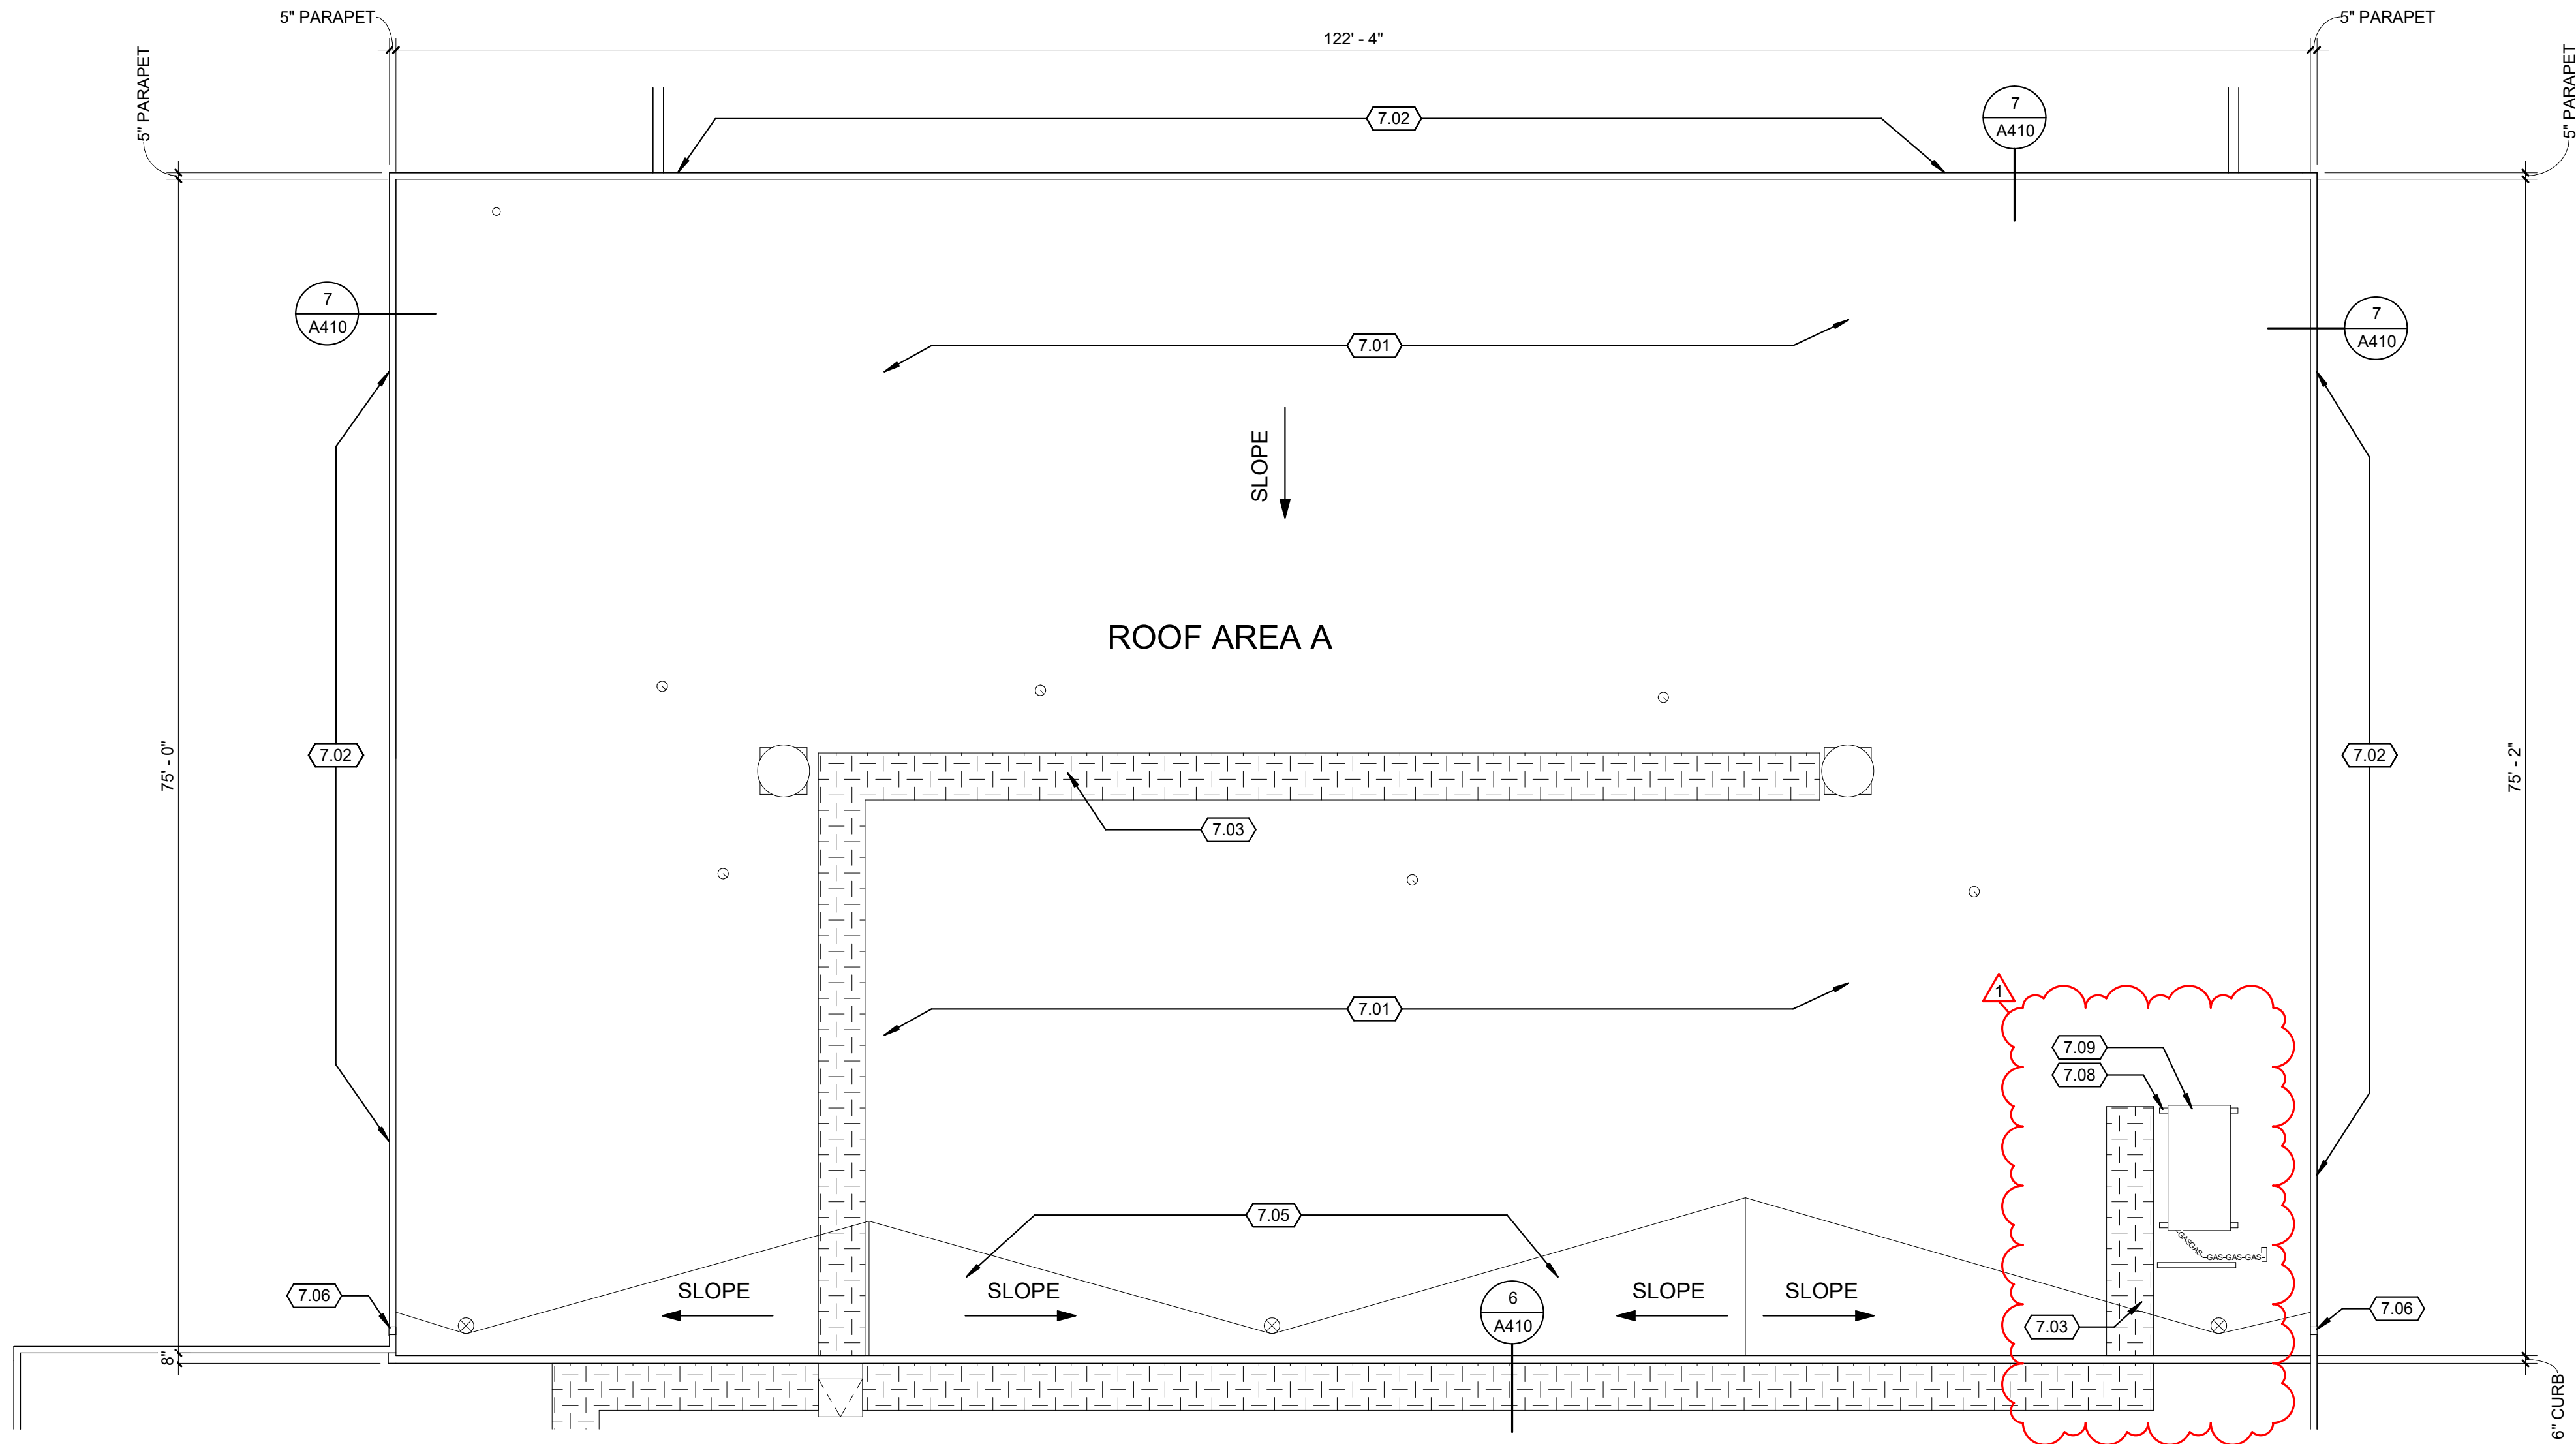 5" PARAPET
5" PARAPET
122' - 4"
5" PARAPET
5" PARAPET
7.02
7
A410
7
A410
7.01
7
A410
SLOPE
ROOF AREA A
7.02
75' - 0"
7.02
75' - 2"
7.03
1
7.01
7.09
7.08
7.05
GASGAS
GAS-GAS-GAS
SLOPE
SLOPE
SLOPE
SLOPE
7.06
6
A410
7.06
7.03
8"
6" CURB